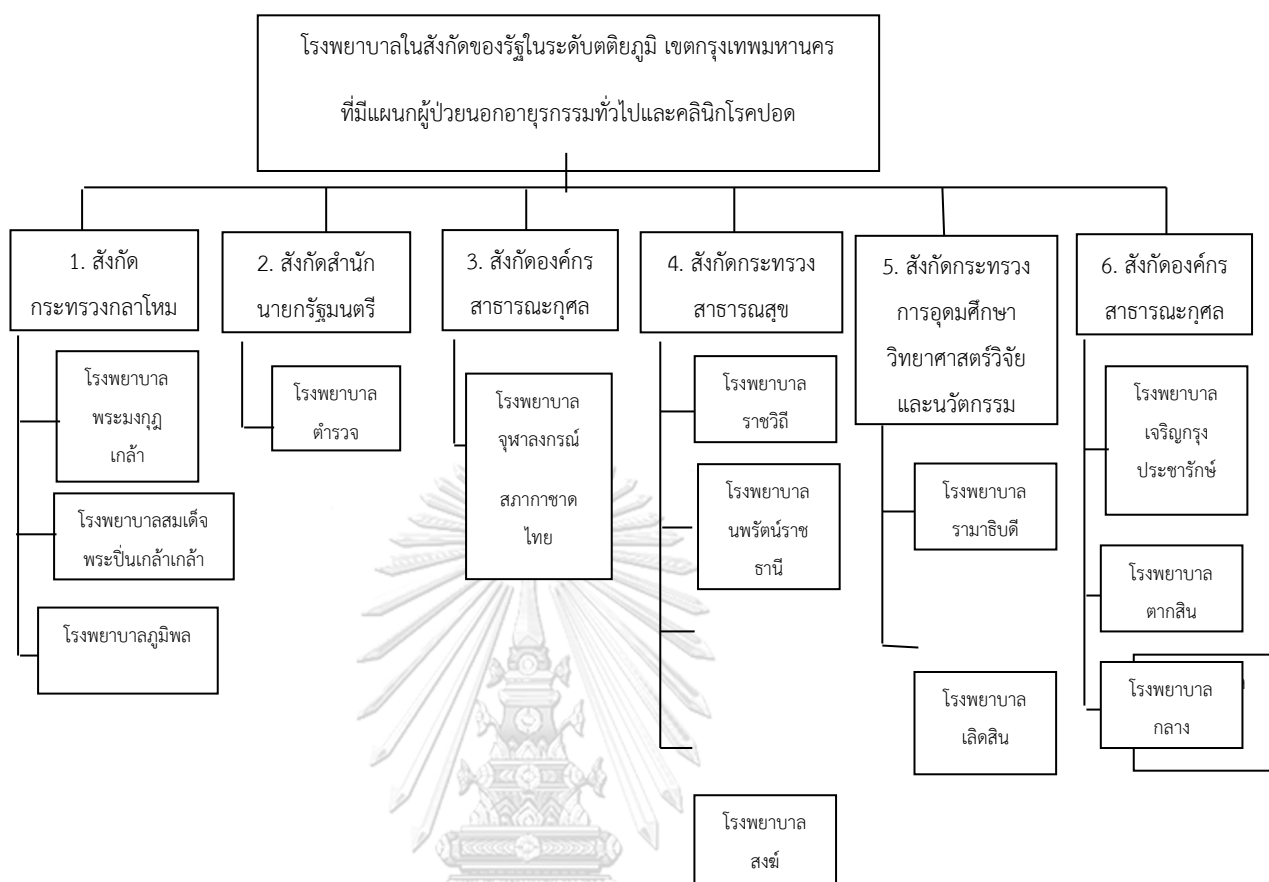 โรงพยาบาลในสังกัดของรัฐในระดับตติยภูมิ เขตกรุงเทพมหานคร
ที่มีแผนกผู้ป่วยนอกอายุรกรรมทั่วไปและคลินิกโรคปอด
1. สังกัด
กระทรวงกลาโหม
โรงพยาบาล
พระมงกุฎ
เกล้า
โรงพยาบาลสมเด็จ
พระปิ่นเกล้าเกล้า
โรงพยาบาลภูมิพล
2. สังกัดสำนัก
นายกรัฐมนตรี
โรงพยาบาล
ตำรวจ
3. สังกัดองค์กร
สาธารณะกุศล
โรงพยาบาล
จุฬาลงกรณ์
สภากาชาด
ไทย
4. สังกัดกระทรวง
สาธารณสุข
โรงพยาบาล
ราชวิถี
โรงพยาบาล
นพรัตน์ราช
ธานี
โรงพยาบาล
สงฆ์
5. สังกัดกระทรวง
การอุดมศึกษา
วิทยาศาสตร์วิจัย
และนวัตกรรม
โรงพยาบาล
รามาธิบดี
โรงพยาบาล
เลิดสิน
6. สังกัดองค์กร
สาธารณะกุศล
โรงพยาบาล
เจริญกรุง
ประชารักษ์
โรงพยาบาล
ตากสิน
โรงพยาบาล
กลาง